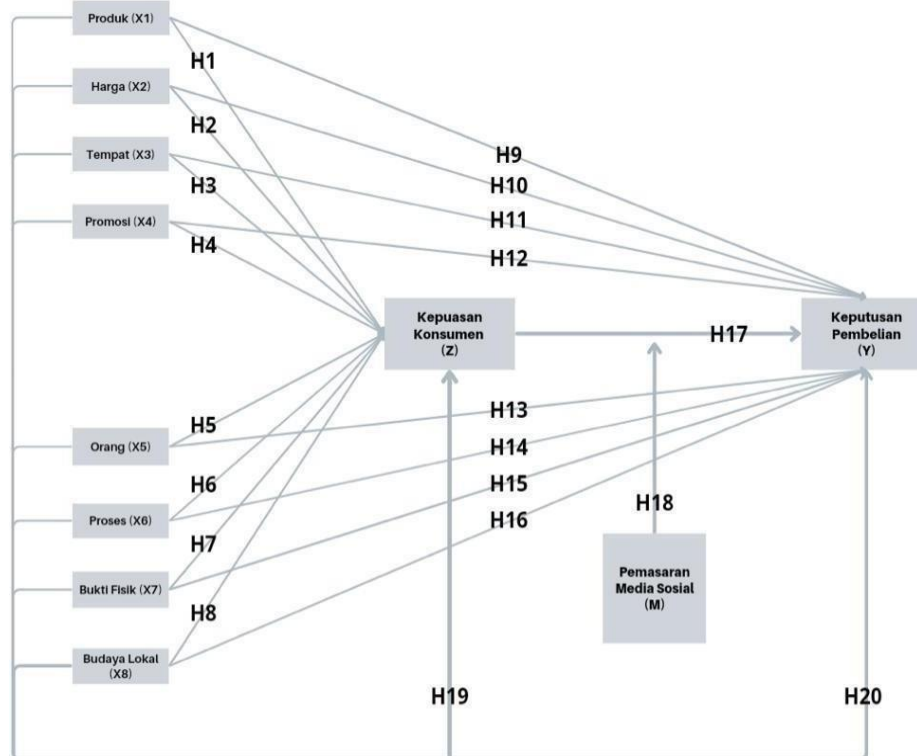 Produk (X1)
H1
Harga (X2)
H2
Tempat (X3)
H3
Promosi (X4)
H4
H9
H10
H11
H12
Kepuasan
Konsumen
(Z)
H17
Keputusan
Pembelian
(Y)
Orang (X5)
H5
Proses (X6)
H6
Bukti Fisik (X7)
H7
Budaya Lokal
(X8)
H8
H13
H14
H15
H16
H18
Pemasaran
Media Sosial
(M)
H19
H20